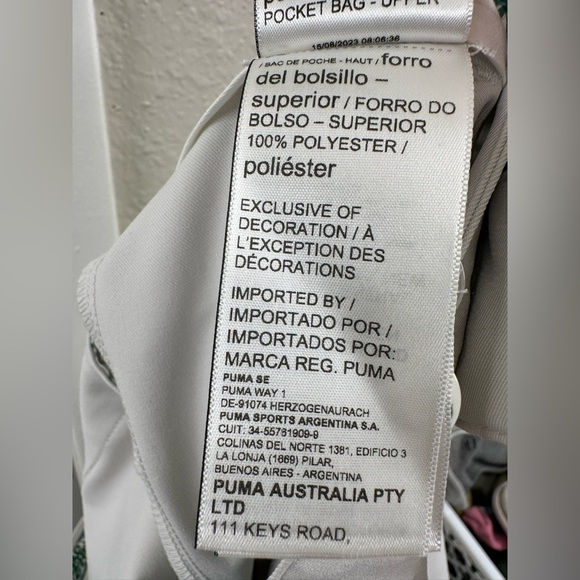 POCKET BAG - UPPER
15/08/2023 08:06:36
/ SAC DE POCHE - HAUT / forro
del bolsillo –
superior / FORRO DO
BOLSO – SUPERIOR
100% POLYESTER /
poliéster
EXCLUSIVE OF
DECORATION / À
L'EXCEPTION DES
DÉCORATIONS
IMPORTED BY /
IMPORTADO POR /
IMPORTADOS POR:
MARCA REG. PUMA
PUMA SE
PUMA WAY 1
DE-91074 HERZOGENAURACH
PUMA SPORTS ARGENTINA S.A.
CUIT: 34-55781909-9
COLINAS DEL NORTE 1381, EDIFICIO 3
LA LONJA (1669) PILAR,
BUENOS AIRES - ARGENTINA
PUMA AUSTRALIA PTY
LTD
111 KEYS ROAD,